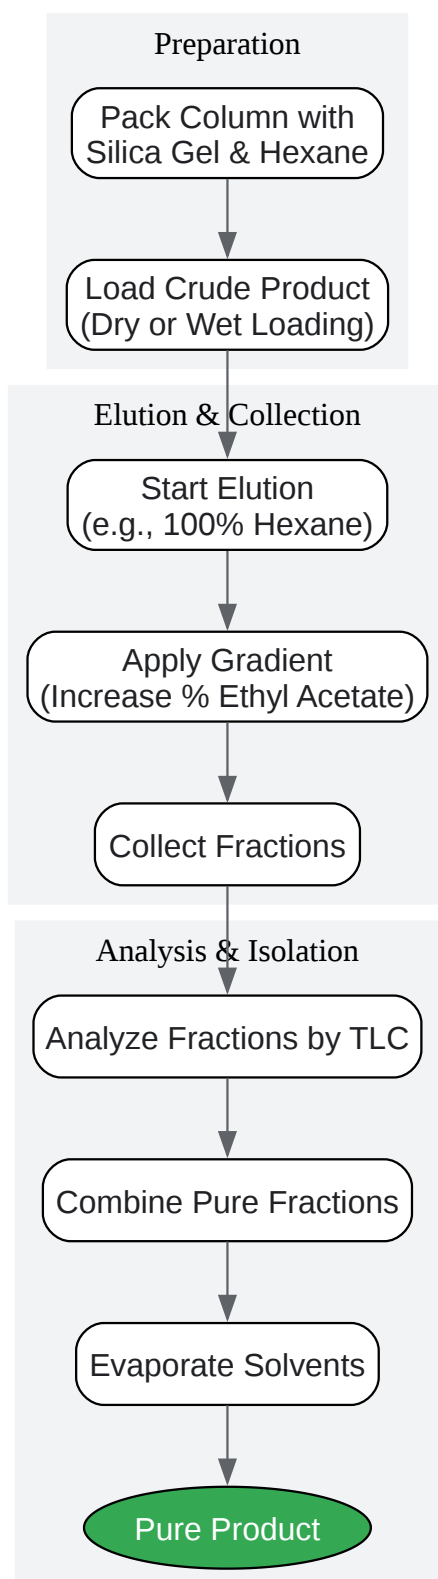 Preparation
Pack Column with
Silica Gel & Hexane
Load Crude Product
(Dry or Wet Loading)
Elution & Collection
Start Elution
(e.g., 100% Hexane)
Apply Gradient
(Increase % Ethyl Acetate)
Collect Fractions
Analysis & Isolation
Analyze Fractions by TLC
Combine Pure Fractions
Evaporate Solvents
Pure Product